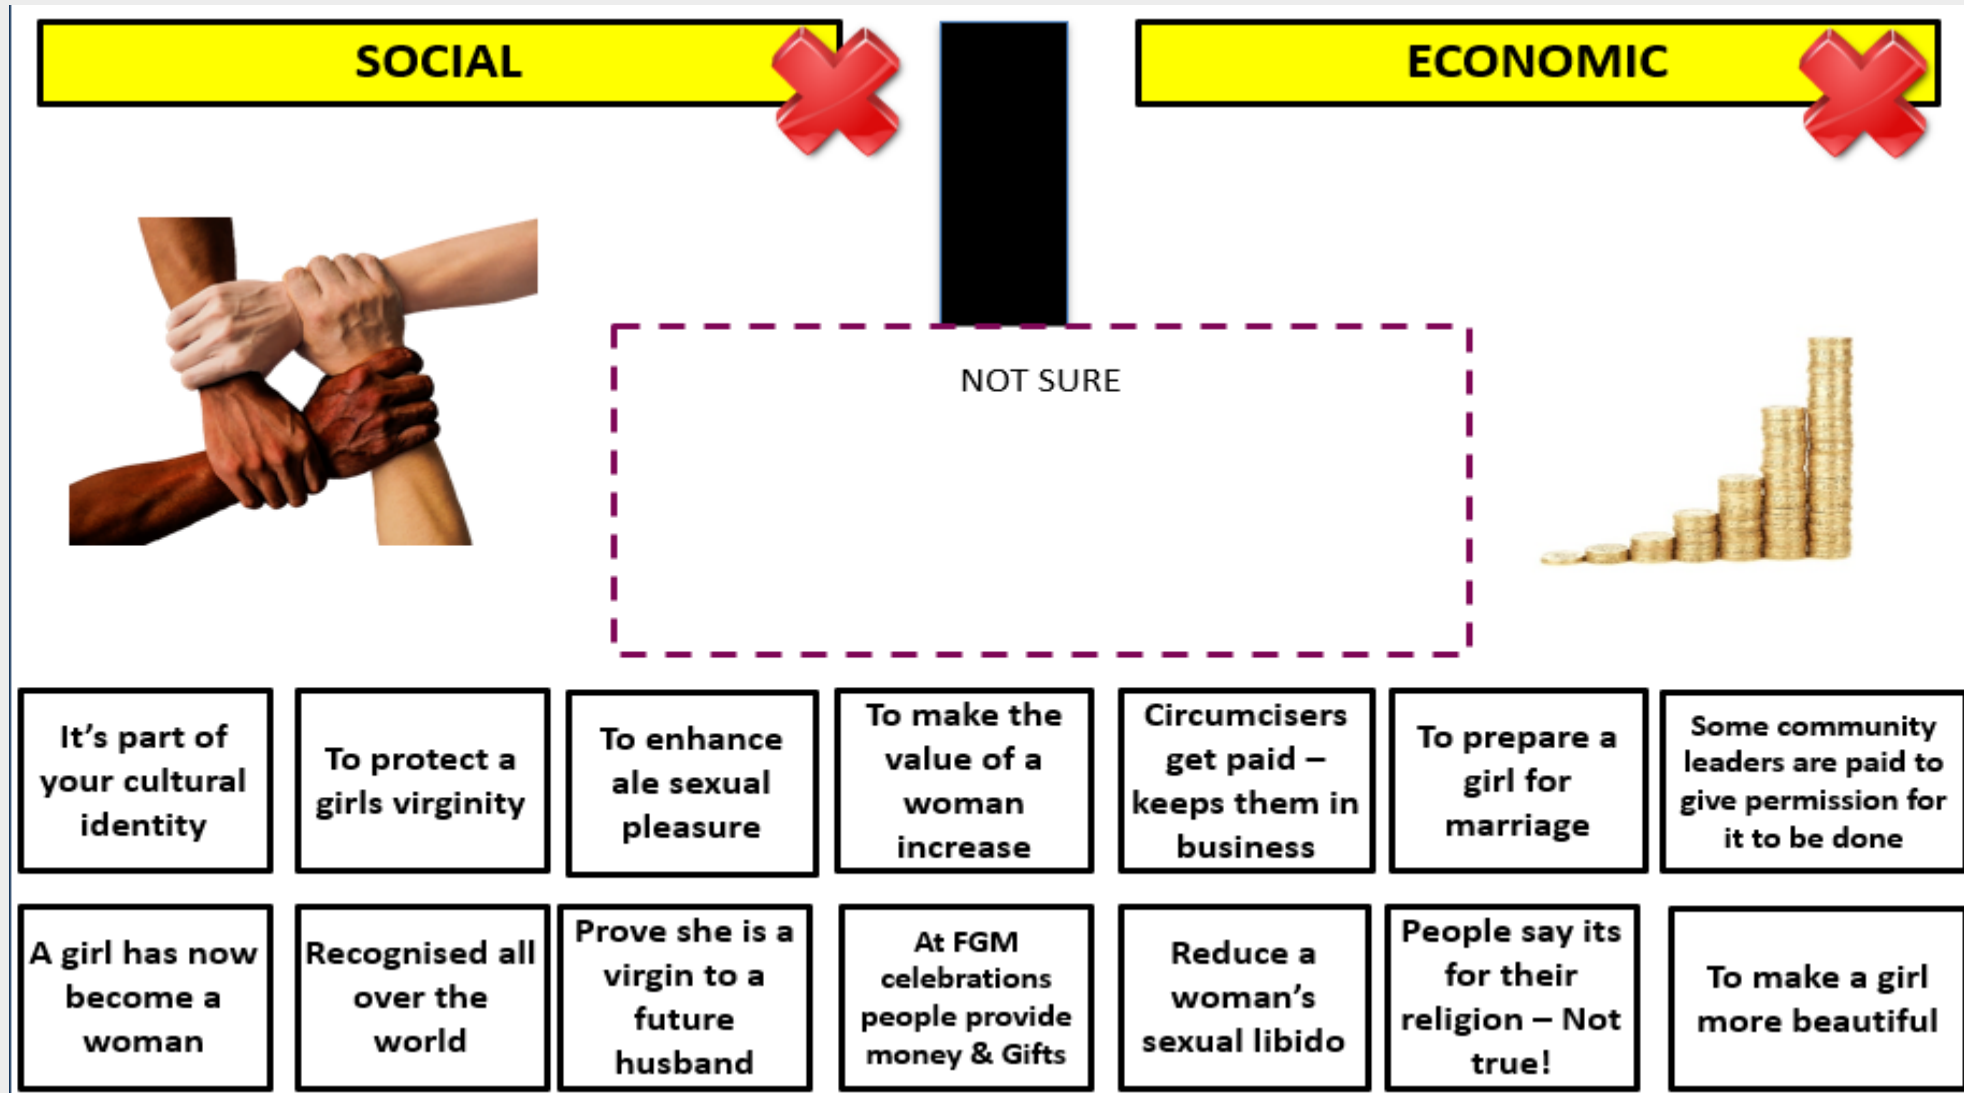 SOCIAL
ECONOMIC
NOT SURE
It's part of
your cultural
identity
To protect a
girls virginity
To enhance
ale sexual
pleasure
To make the
value of a
woman
increase
Circumcisers
get paid –
keeps them in
business
To prepare a
girl for
marriage
Some community
leaders are paid to
give permission for
it to be done
A girl has now
become a
woman
Recognised all
over the
world
Prove she is a
virgin to a
future
husband
At FGM
celebrations
people provide
money & Gifts
Reduce a
woman's
sexual libido
People say its
for their
religion – Not
true!
To make a girl
more beautiful